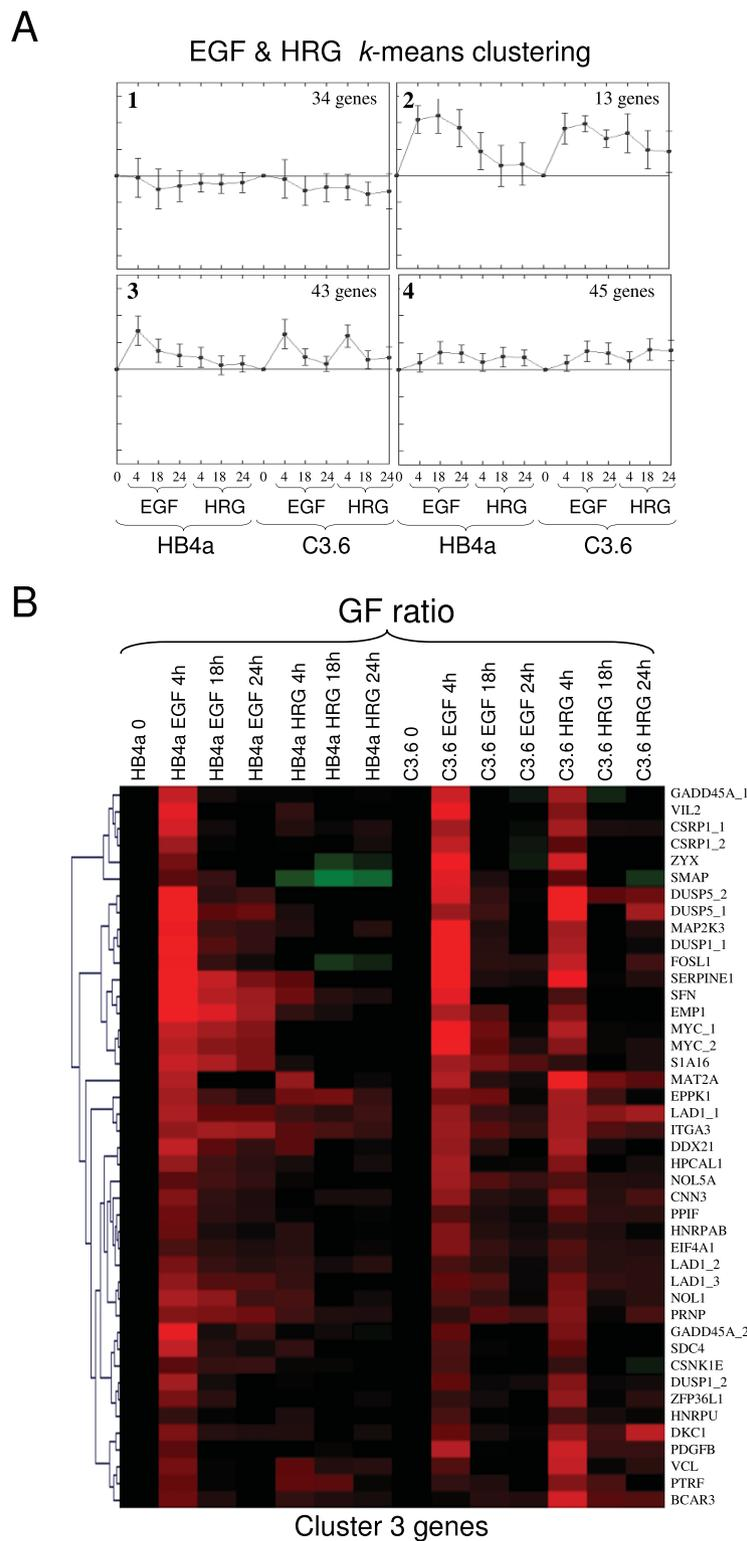 A
EGF & HRG k-means clustering
1 34 genes
2 13 genes
3 43 genes
4 45 genes
0 4 18 24 4 18 24 0 4 18 24 4 18 24 0 4 18 24 4 18 24 0 4 18 24 4 18 24
EGF HRG EGF HRG EGF HRG EGF HRG
HB4a C3.6 HB4a C3.6
B
GF ratio
HB4a 0
HB4a EGF 4h
HB4a EGF 18h
HB4a EGF 24h
HB4a HRG 4h
HB4a HRG 18h
HB4a HRG 24h
C3.6 0
C3.6 EGF 4h
C3.6 EGF 18h
C3.6 EGF 24h
C3.6 HRG 4h
C3.6 HRG 18h
C3.6 HRG 24h
GADD45A_1
VIL2
CSRP1_1
CSRP1_2
ZYX
SMAP
DUSP5_2
DUSP5_1
MAP2K3
DUSP1_1
FOSL1
SERPINE1
SFN
EMP1
MYC_1
MYC_2
S1A16
MAT2A
EPPK1
LAD1_1
ITGA3
DDX21
HPCAL1
NOL5A
CNN3
PPIF
HNRPAB
EIF4A1
LAD1_2
LAD1_3
NOL1
PRNP
GADD45A_2
SDC4
CSNK1E
DUSP1_2
ZFP36L1
HNRPU
DKC1
PDGFB
VCL
PTRF
BCAR3
Cluster 3 genes